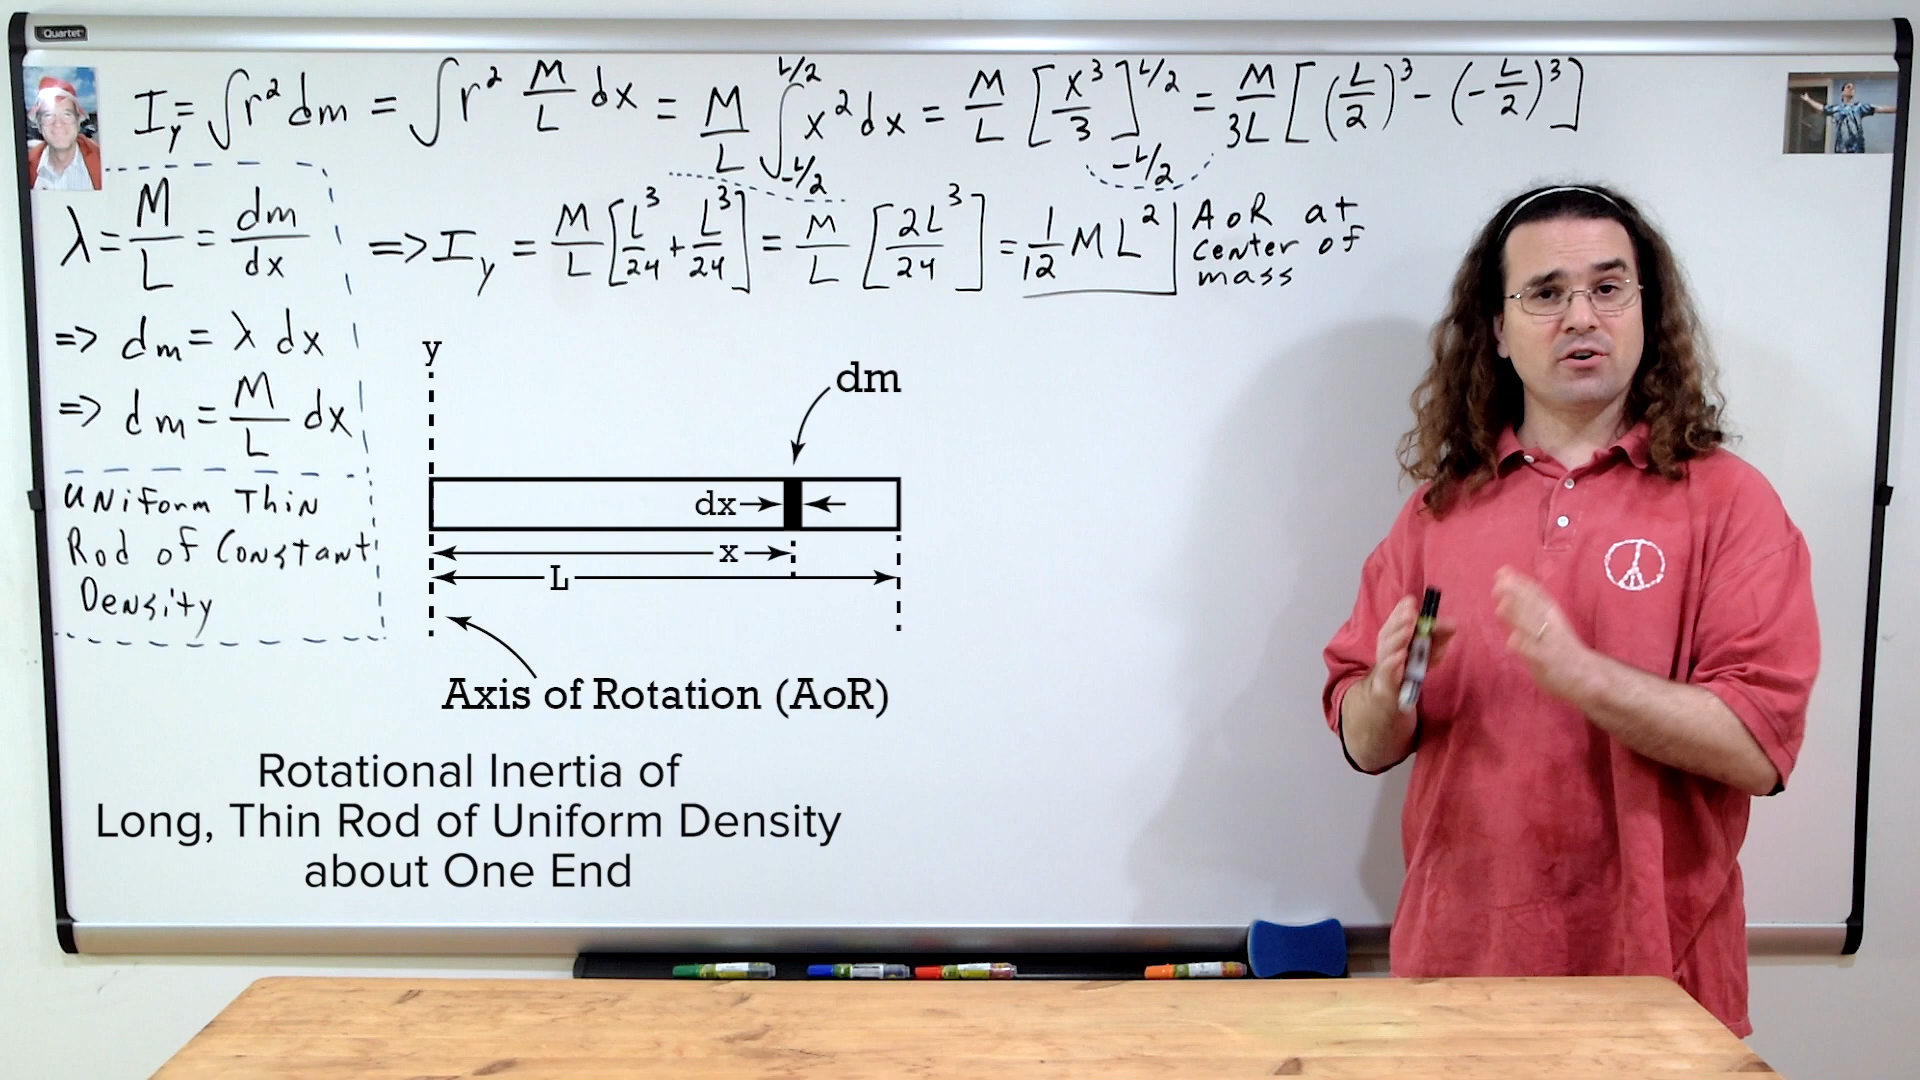 Quartet
I_y = ∫ r² dm = ∫ r² M/L dx = M/L ∫_{-L/2}^{L/2} x² dx = M/L [x³/3]_{-L/2}^{L/2} = M/3L [(L/2)³ - (-L/2)³]
λ = M/L = dm/dx
=> I_y = M/L [L³/24 + L³/24] = M/L [2L³/24] = 1/12 ML²
AoR at
center of
mass
=> dm = λ dx
=> dm = M/L dx
Uniform Thin
Rod of Constant
Density
y
dm
dx
x
L
Axis of Rotation (AoR)
Rotational Inertia of
Long, Thin Rod of Uniform Density
about One End